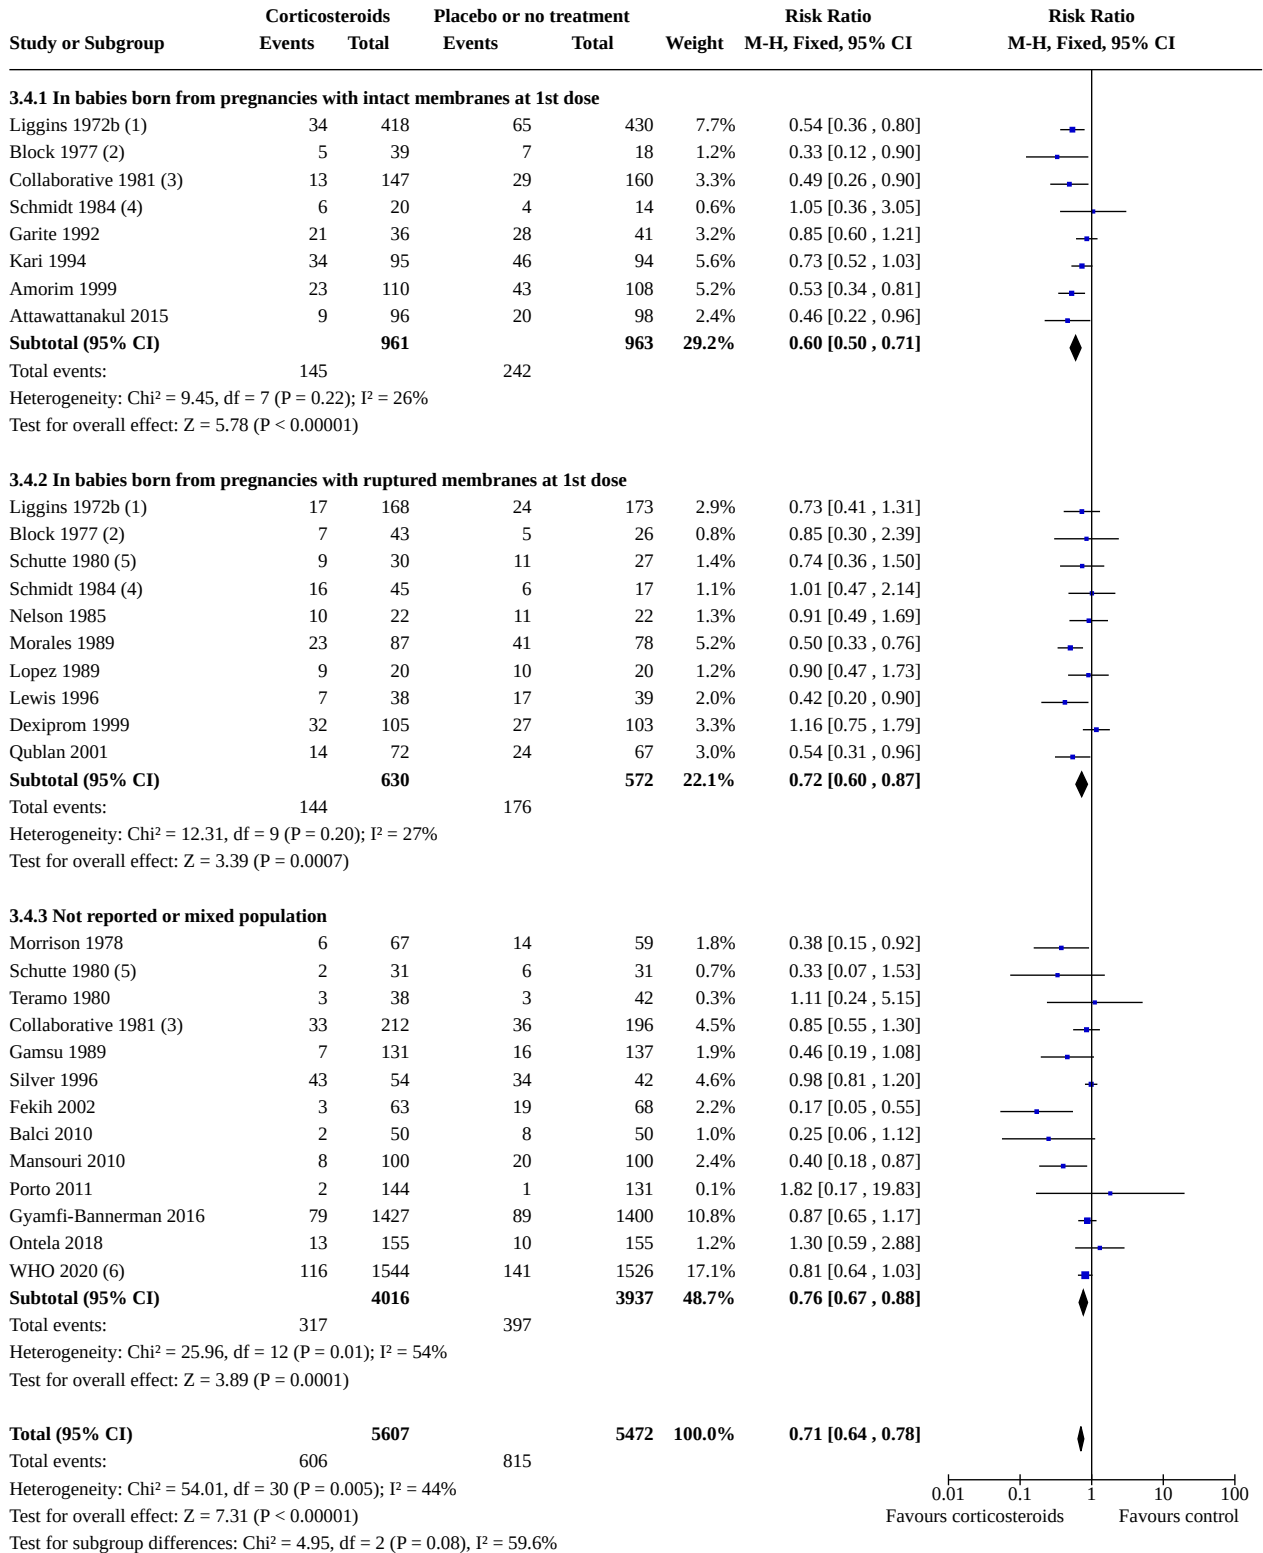 Corticosteroids Placebo or no treatment Risk Ratio Risk Ratio
Study or Subgroup Events Total Events Total Weight M-H, Fixed, 95% CI M-H, Fixed, 95% CI
3.4.1 In babies born from pregnancies with intact membranes at 1st dose
Liggins 1972b (1) 34 418 65 430 7.7% 0.54 [0.36 , 0.80]
Block 1977 (2) 5 39 7 18 1.2% 0.33 [0.12 , 0.90]
Collaborative 1981 (3) 13 147 29 160 3.3% 0.49 [0.26 , 0.90]
Schmidt 1984 (4) 6 20 4 14 0.6% 1.05 [0.36 , 3.05]
Garite 1992 21 36 28 41 3.2% 0.85 [0.60 , 1.21]
Kari 1994 34 95 46 94 5.6% 0.73 [0.52 , 1.03]
Amorim 1999 23 110 43 108 5.2% 0.53 [0.34 , 0.81]
Attawattanakul 2015 9 96 20 98 2.4% 0.46 [0.22 , 0.96]
Subtotal (95% CI) 961 963 29.2% 0.60 [0.50 , 0.71]
Total events: 145 242
Heterogeneity: Chi² = 9.45, df = 7 (P = 0.22); I² = 26%
Test for overall effect: Z = 5.78 (P < 0.00001)
3.4.2 In babies born from pregnancies with ruptured membranes at 1st dose
Liggins 1972b (1) 17 168 24 173 2.9% 0.73 [0.41 , 1.31]
Block 1977 (2) 7 43 5 26 0.8% 0.85 [0.30 , 2.39]
Schutte 1980 (5) 9 30 11 27 1.4% 0.74 [0.36 , 1.50]
Schmidt 1984 (4) 16 45 6 17 1.1% 1.01 [0.47 , 2.14]
Nelson 1985 10 22 11 22 1.3% 0.91 [0.49 , 1.69]
Morales 1989 23 87 41 78 5.2% 0.50 [0.33 , 0.76]
Lopez 1989 9 20 10 20 1.2% 0.90 [0.47 , 1.73]
Lewis 1996 7 38 17 39 2.0% 0.42 [0.20 , 0.90]
Dexiprom 1999 32 105 27 103 3.3% 1.16 [0.75 , 1.79]
Qublan 2001 14 72 24 67 3.0% 0.54 [0.31 , 0.96]
Subtotal (95% CI) 630 572 22.1% 0.72 [0.60 , 0.87]
Total events: 144 176
Heterogeneity: Chi² = 12.31, df = 9 (P = 0.20); I² = 27%
Test for overall effect: Z = 3.39 (P = 0.0007)
3.4.3 Not reported or mixed population
Morrison 1978 6 67 14 59 1.8% 0.38 [0.15 , 0.92]
Schutte 1980 (5) 2 31 6 31 0.7% 0.33 [0.07 , 1.53]
Teramo 1980 3 38 3 42 0.3% 1.11 [0.24 , 5.15]
Collaborative 1981 (3) 33 212 36 196 4.5% 0.85 [0.55 , 1.30]
Gamsu 1989 7 131 16 137 1.9% 0.46 [0.19 , 1.08]
Silver 1996 43 54 34 42 4.6% 0.98 [0.81 , 1.20]
Fekih 2002 3 63 19 68 2.2% 0.17 [0.05 , 0.55]
Balci 2010 2 50 8 50 1.0% 0.25 [0.06 , 1.12]
Mansouri 2010 8 100 20 100 2.4% 0.40 [0.18 , 0.87]
Porto 2011 2 144 1 131 0.1% 1.82 [0.17 , 19.83]
Gyamfi-Bannerman 2016 79 1427 89 1400 10.8% 0.87 [0.65 , 1.17]
Ontela 2018 13 155 10 155 1.2% 1.30 [0.59 , 2.88]
WHO 2020 (6) 116 1544 141 1526 17.1% 0.81 [0.64 , 1.03]
Subtotal (95% CI) 4016 3937 48.7% 0.76 [0.67 , 0.88]
Total events: 317 397
Heterogeneity: Chi² = 25.96, df = 12 (P = 0.01); I² = 54%
Test for overall effect: Z = 3.89 (P = 0.0001)
Total (95% CI) 5607 5472 100.0% 0.71 [0.64 , 0.78]
Total events: 606 815
Heterogeneity: Chi² = 54.01, df = 30 (P = 0.005); I² = 44%
0.01 0.1 1 10 100
Test for overall effect: Z = 7.31 (P < 0.00001) Favours corticosteroids Favours control
Test for subgroup differences: Chi² = 4.95, df = 2 (P = 0.08), I² = 59.6%